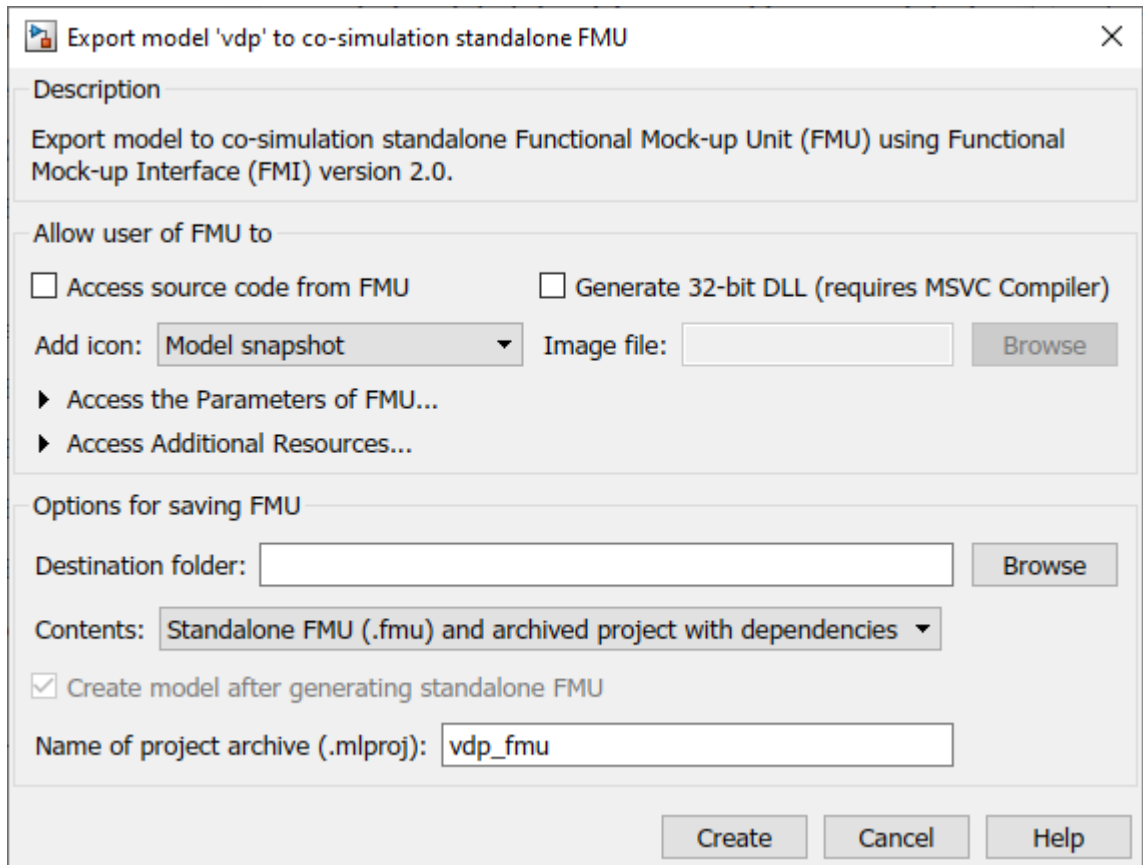 Export model 'vdp' to co-simulation standalone FMU
Description
Export model to co-simulation standalone Functional Mock-up Unit (FMU) using Functional
Mock-up Interface (FMI) version 2.0.
Allow user of FMU to
Access source code from FMU Generate 32-bit DLL (requires MSVC Compiler)
Add icon: Model snapshot Image file: Browse
Access the Parameters of FMU...
Access Additional Resources...
Options for saving FMU
Destination folder: Browse
Contents: Standalone FMU (.fmu) and archived project with dependencies
Create model after generating standalone FMU
Name of project archive (.mlproj): vdp_fmu
Create Cancel Help